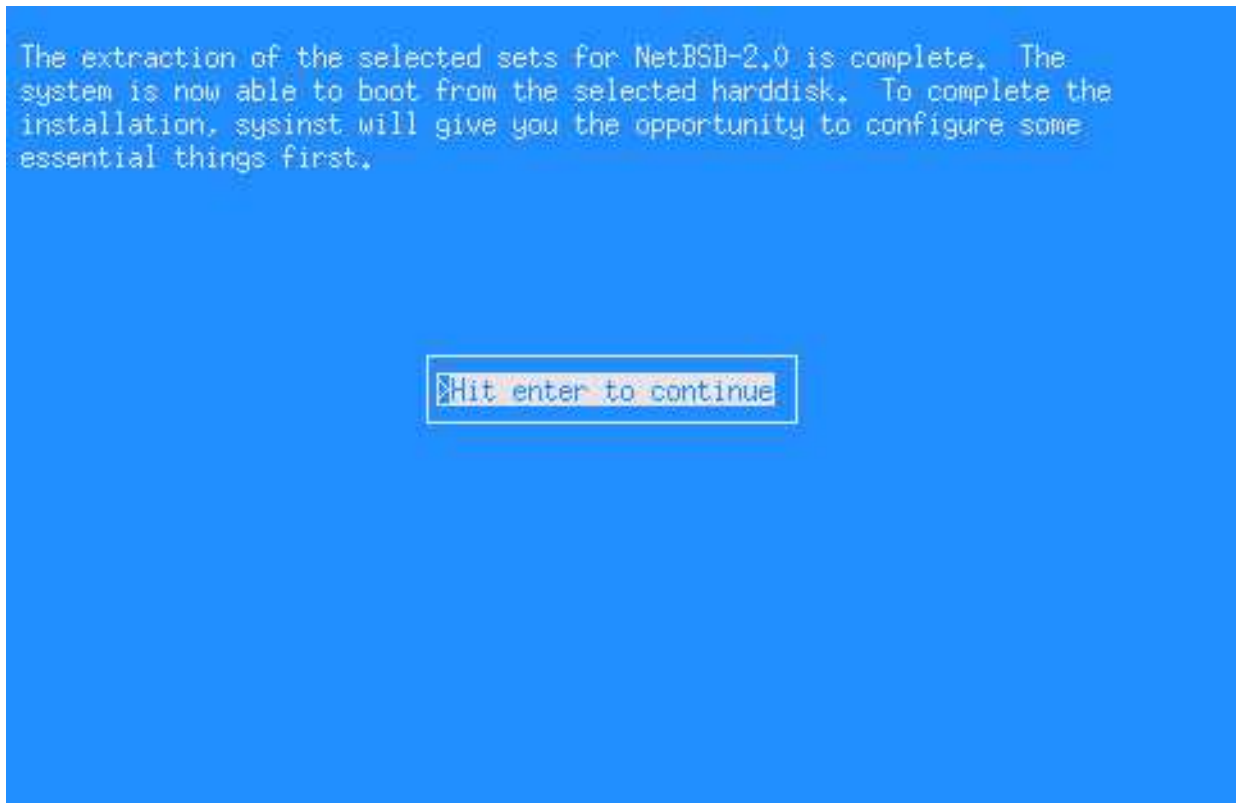 The extraction of the selected sets for NetBSD-2.0 is complete.  The
system is now able to boot from the selected harddisk.  To complete the
installation, sysinst will give you the opportunity to configure some
essential things first.
>Hit enter to continue